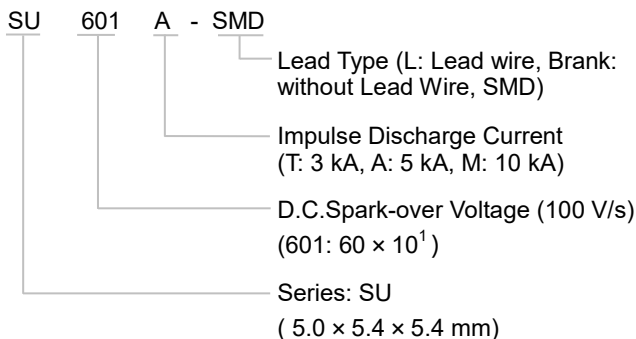 SU 601 A - SMD
Lead Type (L: Lead wire, Brank:
without Lead Wire, SMD)
Impulse Discharge Current
(T: 3 kA, A: 5 kA, M: 10 kA)
D.C.Spark-over Voltage (100 V/s)
(601: 60 × 10¹ )
Series: SU
( 5.0 × 5.4 × 5.4 mm)